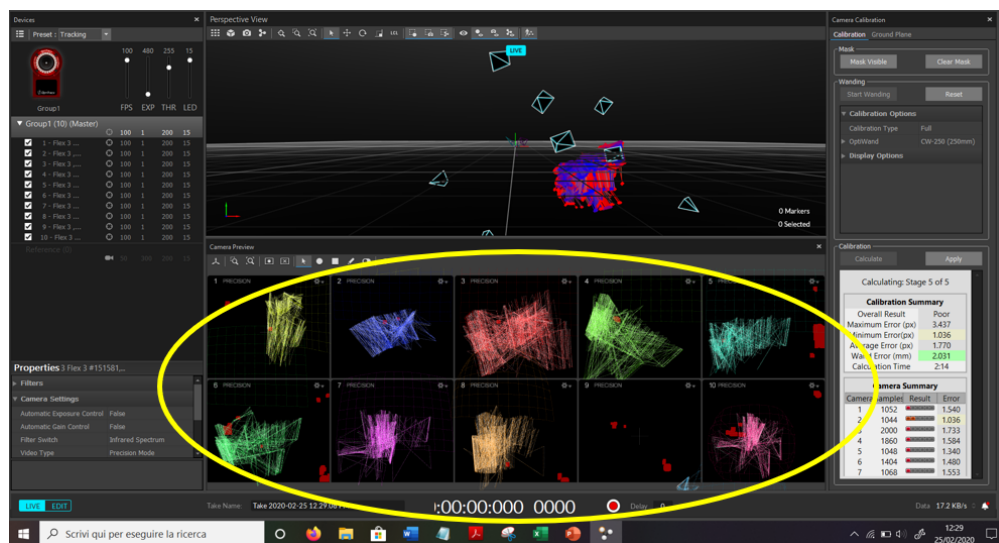 Devices
Preset : Tracking
100 480 255 15
Group1
FPS EXP THR LED
Group1 (10) (Master)
100 1 200 15
1 - Flex 3 ... 100 1 200 15
2 - Flex 3 ,... 100 1 200 15
3 - Flex 3 ,... 100 1 200 15
4 - Flex 3 ... 100 1 200 15
5 - Flex 3 ... 100 1 200 15
6 - Flex 3 ... 100 1 200 15
7 - Flex 3 ... 100 1 200 15
8 - Flex 3 ... 100 1 200 15
9 - Flex 3 ... 100 1 200 15
10 - Flex 3 ... 100 1 200 15
Reference (0)
Properties 3 Flex 3 #151581,...
Filters
Camera Settings
Automatic Exposure Control False
Automatic Gain Control False
Filter Switch Infrared Spectrum
Video Type Precision Mode
Perspective View
LIVE
0 Markers
0 Selected
Camera Preview
1 PRECISION
2 PRECISION
3 PRECISION
4 PRECISION
5 PRECISION
6 PRECISION
7 PRECISION
8 PRECISION
9 PRECISION
10 PRECISION
Camera Calibration
Calibration Ground Plane
Mask
Mask Visible Clear Mask
Wanding
Start Wanding Reset
Calibration Options
Calibration Type Full
OptiWand CW-250 (250mm)
Display Options
Calibration
Calculate Apply
Calculating: Stage 5 of 5
Calibration Summary
Overall Result Poor
Maximum Error (px) 3.437
Minimum Error(px) 1.036
Average Error(px) 1.770
Wand Error (mm) 2.031
Calculation Time 2:14
Camera Summary
Camera Samples Result Error
1 1052 1.540
2 1044 1.036
3 2000 1.733
4 1860 1.584
5 1048 1.340
6 1404 1.480
7 1068 1.553
LIVE EDIT
Take Name: Take 2020-02-25 12.29.08
:00:00:000 0000
Delay
Data 17.2 KB/s
Scrivi qui per eseguire la ricerca
12:29
25/02/2020